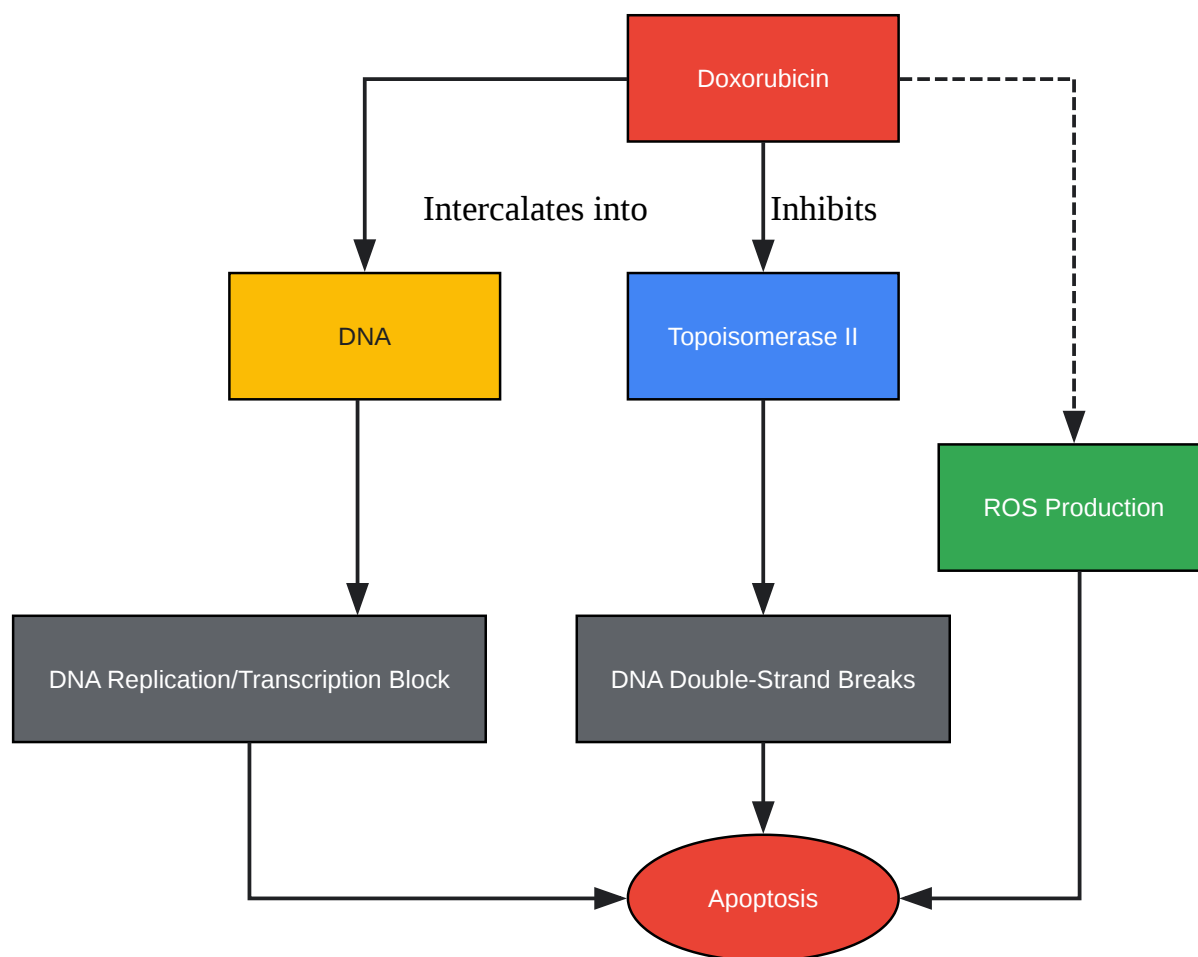 Doxorubicin
Intercalates into
Inhibits
DNA
Topoisomerase II
ROS Production
DNA Replication/Transcription Block
DNA Double-Strand Breaks
Apoptosis